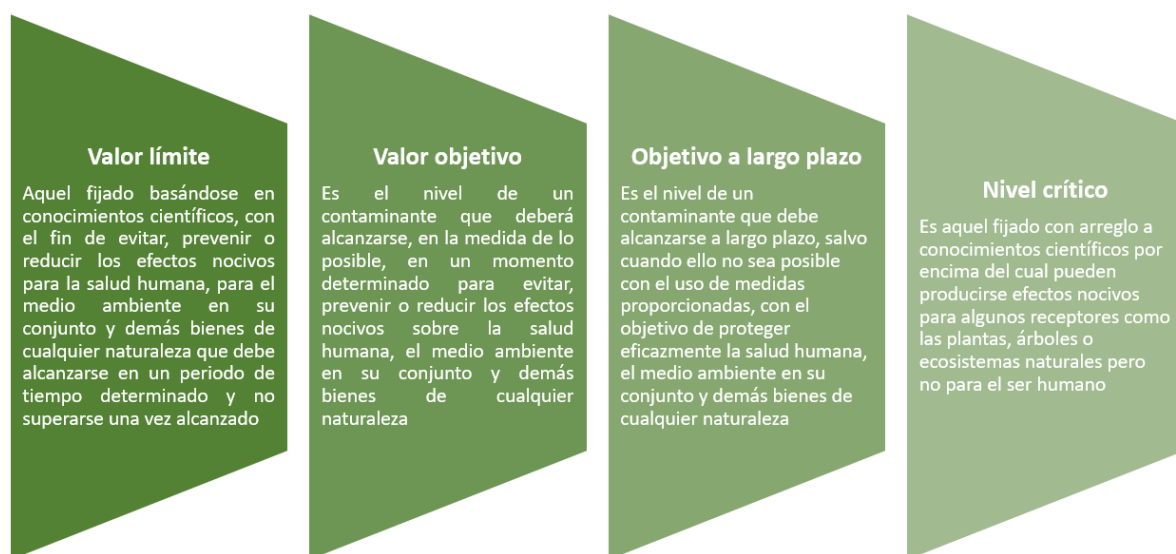 Valor límite
Aquel fijado basándose en
conocimientos científicos, con
el fin de evitar, prevenir o
reducir los efectos nocivos
para la salud humana, para el
medio ambiente en su
conjunto y demás bienes de
cualquier naturaleza que debe
alcanzarse en un periodo de
tiempo determinado y no
superarse una vez alcanzado
Valor objetivo
Es el nivel de un
contaminante que deberá
alcanzarse, en la medida de lo
posible, en un momento
determinado para evitar,
prevenir o reducir los efectos
nocivos sobre la salud
humana, el medio ambiente
en su conjunto y demás
bienes de cualquier
naturaleza
Objetivo a largo plazo
Es el nivel de un
contaminante que debe
alcanzarse a largo plazo, salvo
cuando ello no sea posible
con el uso de medidas
proporcionadas, con el
objetivo de proteger
eficazmente la salud humana,
el medio ambiente en su
conjunto y demás bienes de
cualquier naturaleza
Nivel crítico
Es aquel fijado con arreglo a
conocimientos científicos por
encima del cual pueden
producirse efectos nocivos
para algunos receptores como
las plantas, árboles o
ecosistemas naturales pero
no para el ser humano